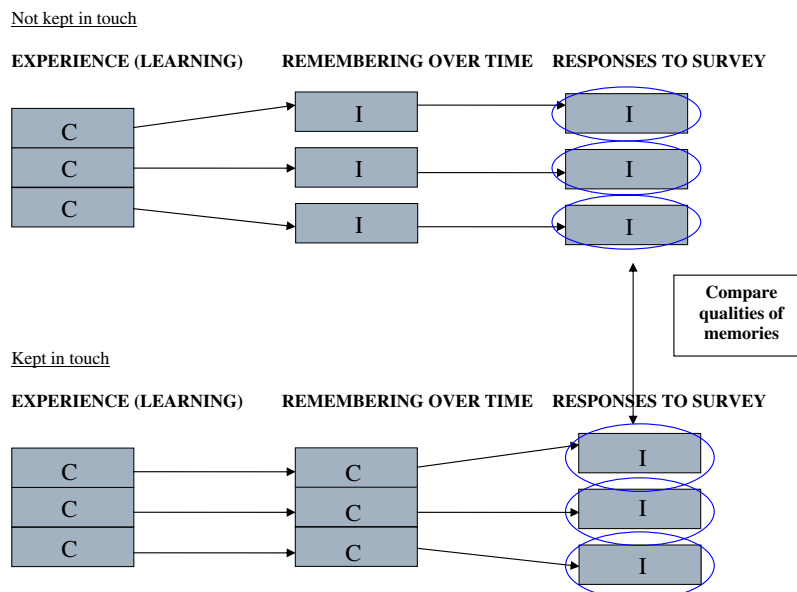 Not kept in touch
EXPERIENCE (LEARNING) REMEMBERING OVER TIME RESPONSES TO SURVEY
C I I
C I I
C I I
Compare
qualities of
memories
Kept in touch
EXPERIENCE (LEARNING) REMEMBERING OVER TIME RESPONSES TO SURVEY
C C I
C C I
C C I